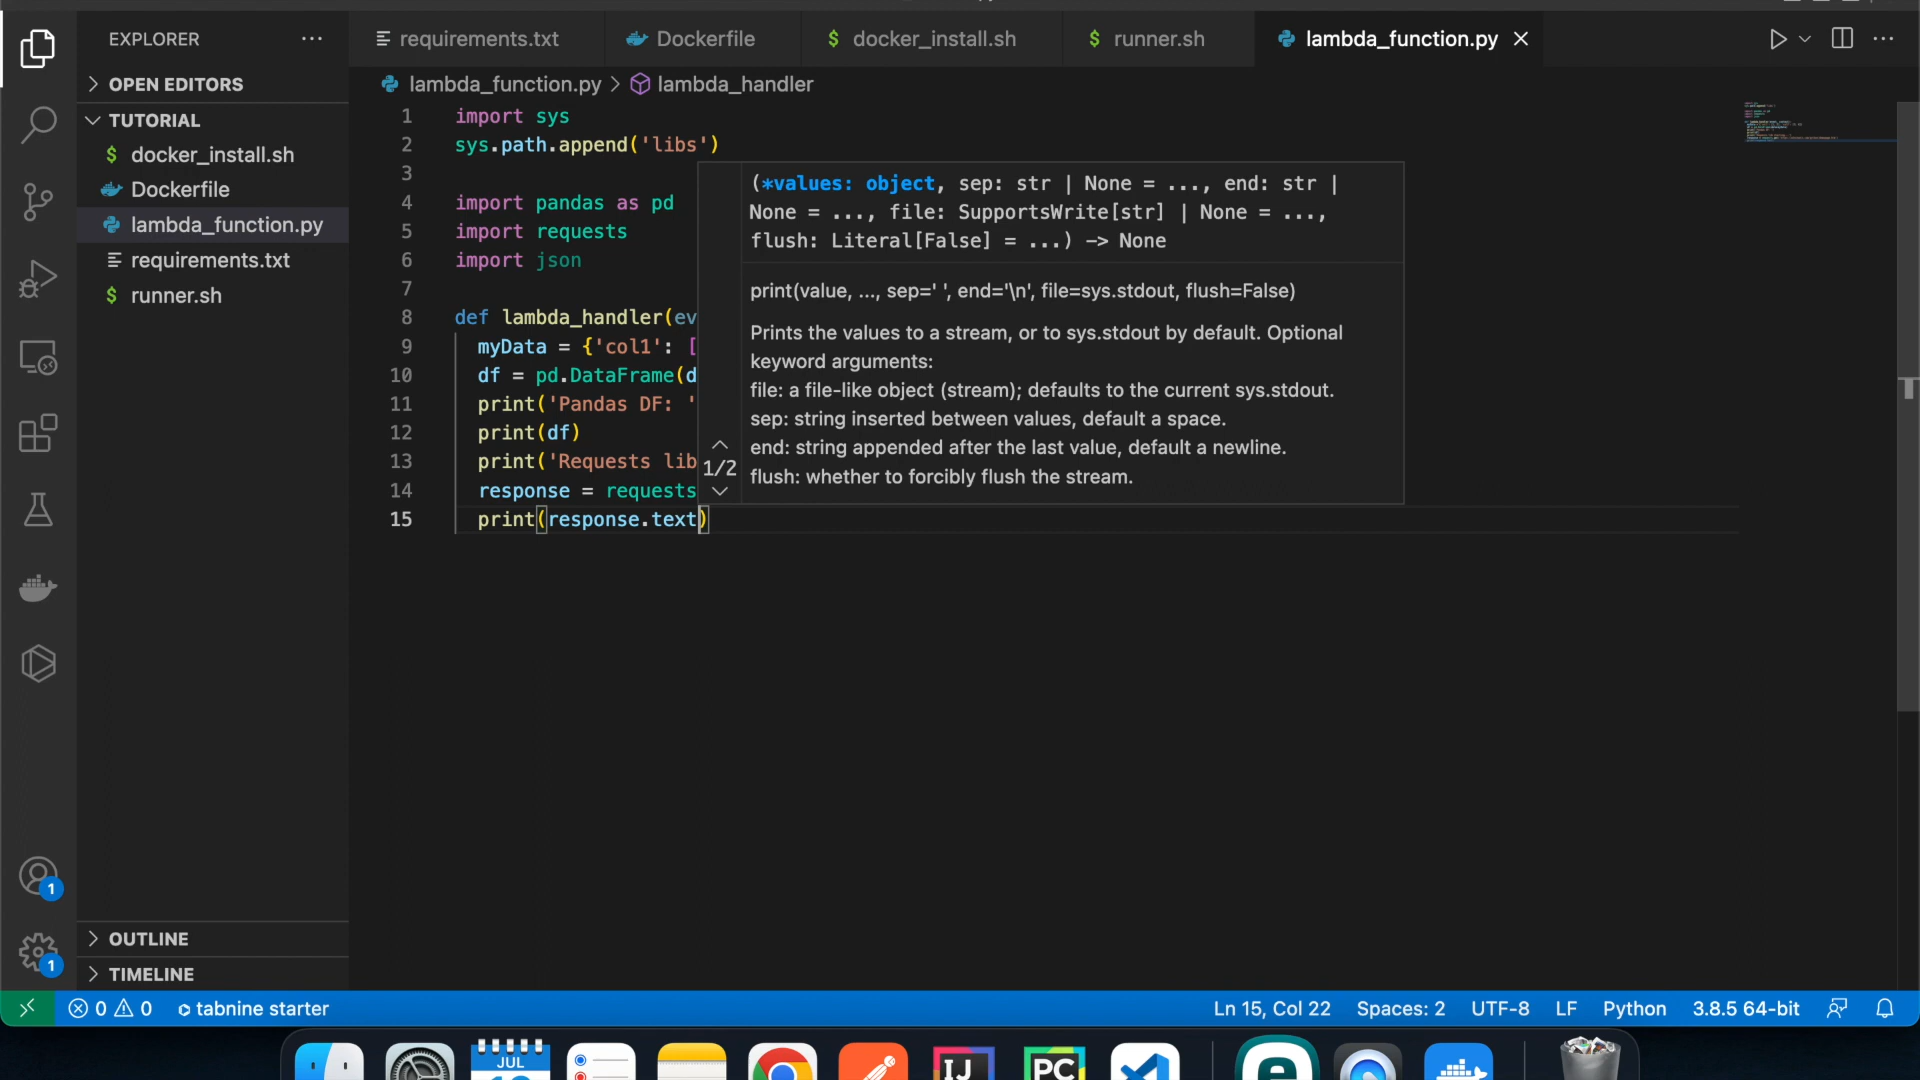 EXPLORER
requirements.txt
Dockerfile
$ docker_install.sh
$ runner.sh
lambda_function.py
OPEN EDITORS
lambda_function.py > lambda_handler
TUTORIAL
$ docker_install.sh
Dockerfile
lambda_function.py
requirements.txt
$ runner.sh
1 import sys
2 sys.path.append('libs')
3
4 import pandas as pd
5 import requests
6 import json
7
8 def lambda_handler(ev
9 myData = {'col1': [
10 df = pd.DataFrame(d
11 print('Pandas DF: '
12 print(df)
13 print('Requests lib
14 response = requests
15 print(response.text)
(*values: object, sep: str | None = ..., end: str |
None = ..., file: SupportsWrite[str] | None = ...,
flush: Literal[False] = ...) -> None
print(value, ..., sep=' ', end='\n', file=sys.stdout, flush=False)
Prints the values to a stream, or to sys.stdout by default. Optional
keyword arguments:
file: a file-like object (stream); defaults to the current sys.stdout.
sep: string inserted between values, default a space.
end: string appended after the last value, default a newline.
flush: whether to forcibly flush the stream.
1/2
1
1
OUTLINE
TIMELINE
0 0 tabnine starter
Ln 15, Col 22 Spaces: 2 UTF-8 LF Python 3.8.5 64-bit
JUL
IJ
PC